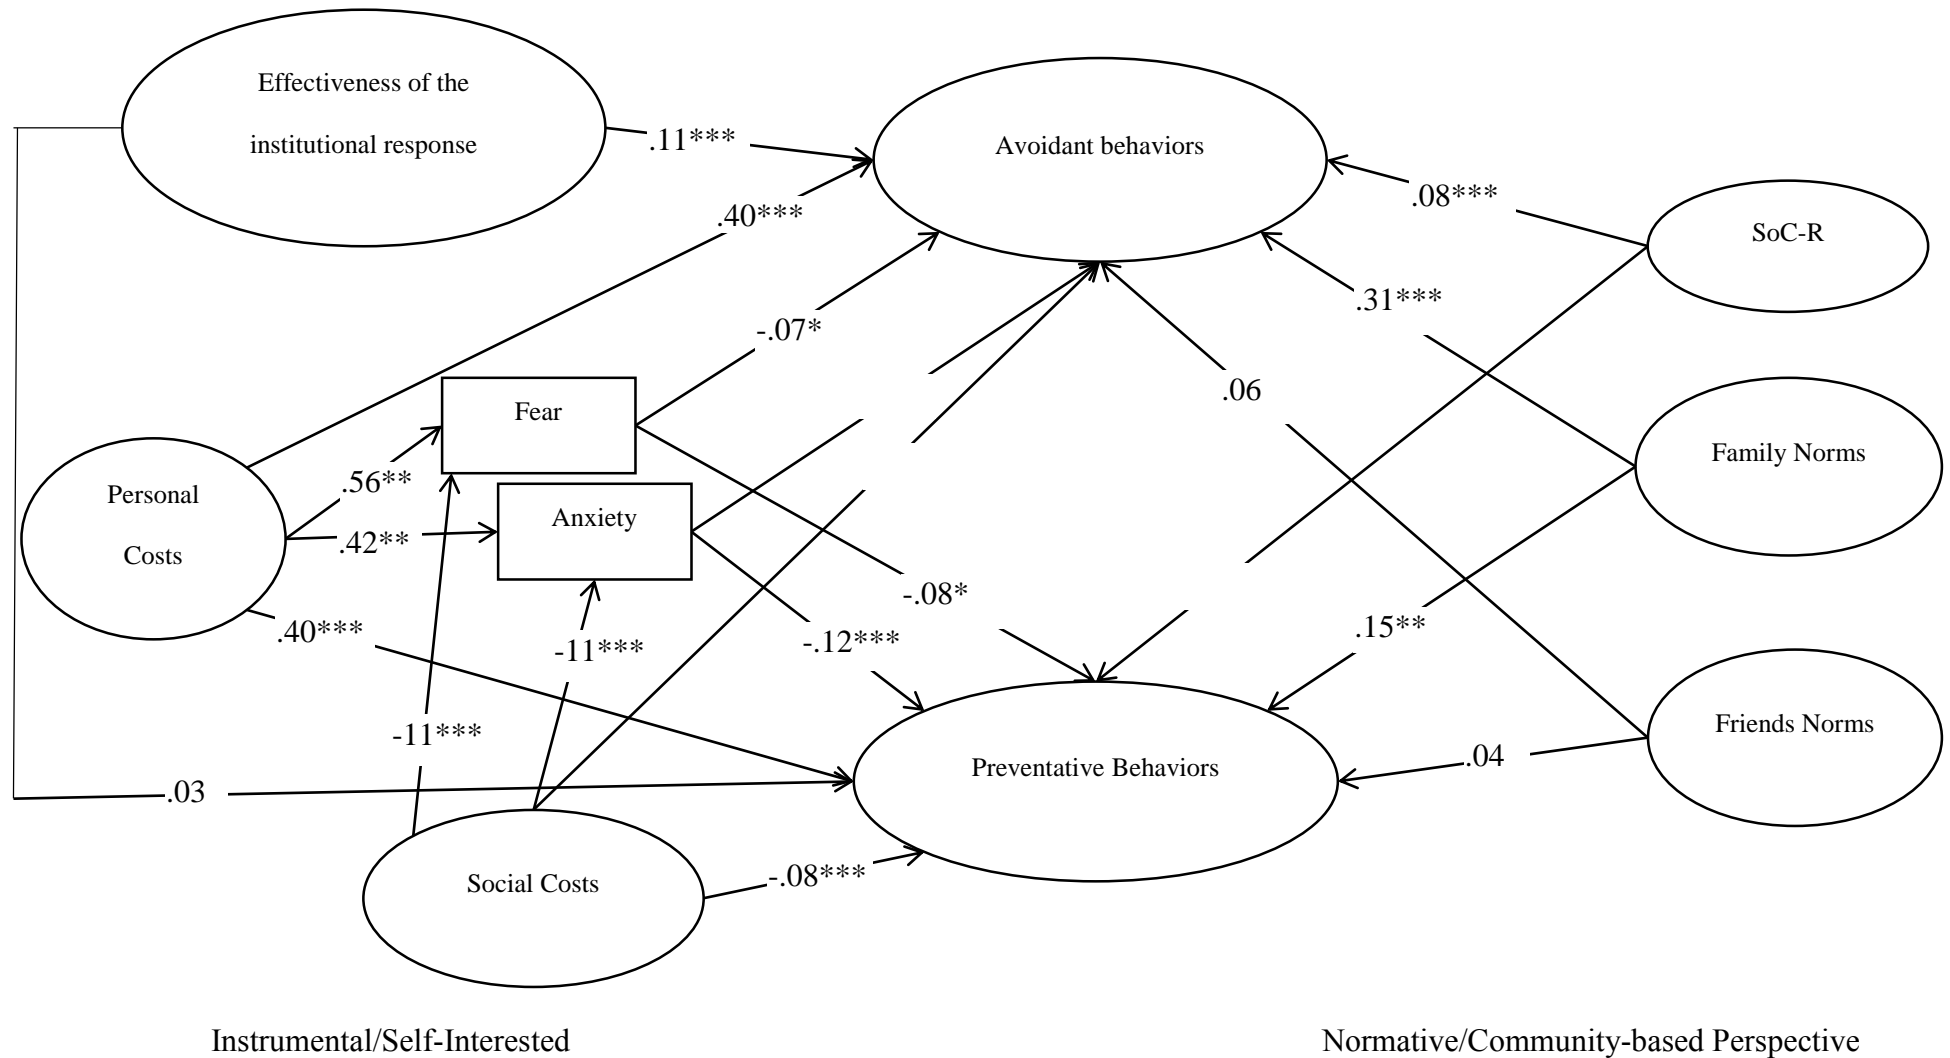 Effectiveness of the
institutional response
.11***
Avoidant behaviors
.08***
SoC-R
.40***
.31***
-.07*
.06
Fear
Family Norms
.56**
Personal
Costs
Anxiety
.42**
-.08*
.40***
-11***
-.12***
.15**
-11***
Friends Norms
.04
Preventative Behaviors
.03
Social Costs
-.08***
Instrumental/Self-Interested
Normative/Community-based Perspective